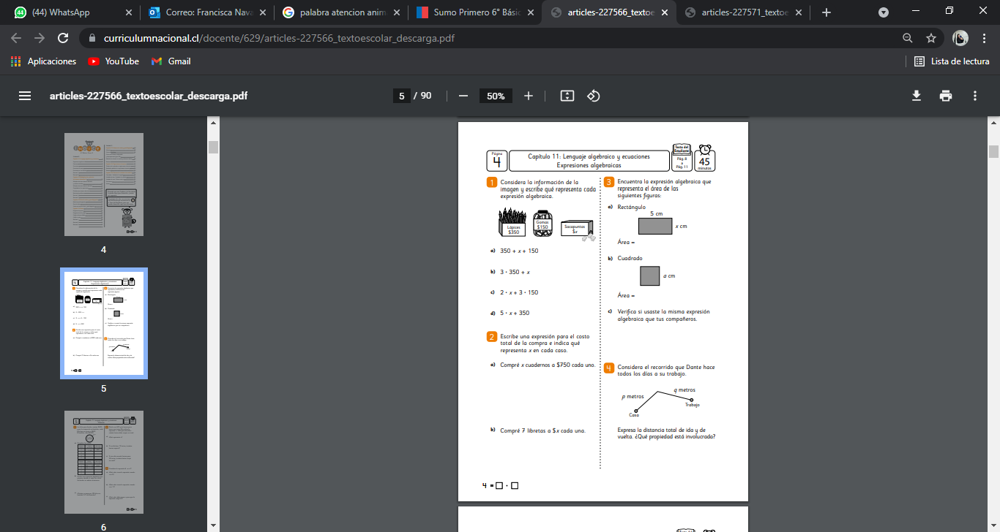 (44) WhatsApp
Correo: Francisca Nava
palabra atencion anim
Sumo Primero 6° Básic
articles-227566_textoe
articles-227571_textoe
curriculumnacional.cl/docente/629/articles-227566_textoescolar_descarga.pdf
Aplicaciones
YouTube
Gmail
Lista de lectura
articles-227566_textoescolar_descarga.pdf
5 / 90
50%
4
5
6
Página
4
Capítulo 11: Lenguaje algebraico y ecuaciones
Expresiones algebraicas
Texto del
Estudiante
Pág. 8
a
Pág. 11
45
minutos
1 Considera la información de la
imagen y escribe qué representa cada
expresión algebraica.
Lápices
$350
Gomas
$150
Sacapuntas
$x
a) 350 + x + 150
b) 3 · 350 + x
c) 2 · x + 3 · 150
d) 5 · x + 350
2 Escribe una expresión para el costo
total de la compra e indica qué
representa x en cada caso.
a) Compré x cuadernos a $750 cada uno.
b) Compré 7 libretas a $x cada una.
3 Encuentra la expresión algebraica que
representa el área de las
siguientes figuras:
a) Rectángulo
5 cm
x cm
Área =
b) Cuadrado
a cm
Área =
c) Verifica si usaste la misma expresión
algebraica que tus compañeros.
4 Considera el recorrido que Dante hace
todos los días a su trabajo.
p metros
q metros
Casa
Trabajo
Expresa la distancia total de ida y de
vuelta. ¿Qué propiedad está involucrada?
4 = □ · □